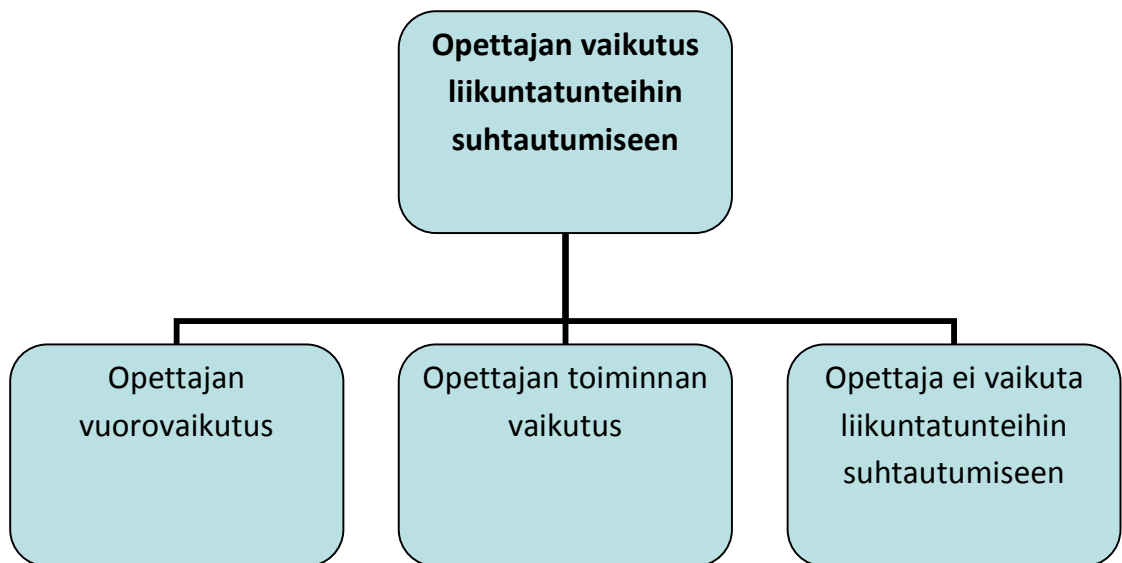 Opettajan vaikutus
liikuntatunteihin
suhtautumiseen
Opettajan
vuorovaikutus
Opettajan toiminnan
vaikutus
Opettaja ei vaikuta
liikuntatunteihin
suhtautumiseen